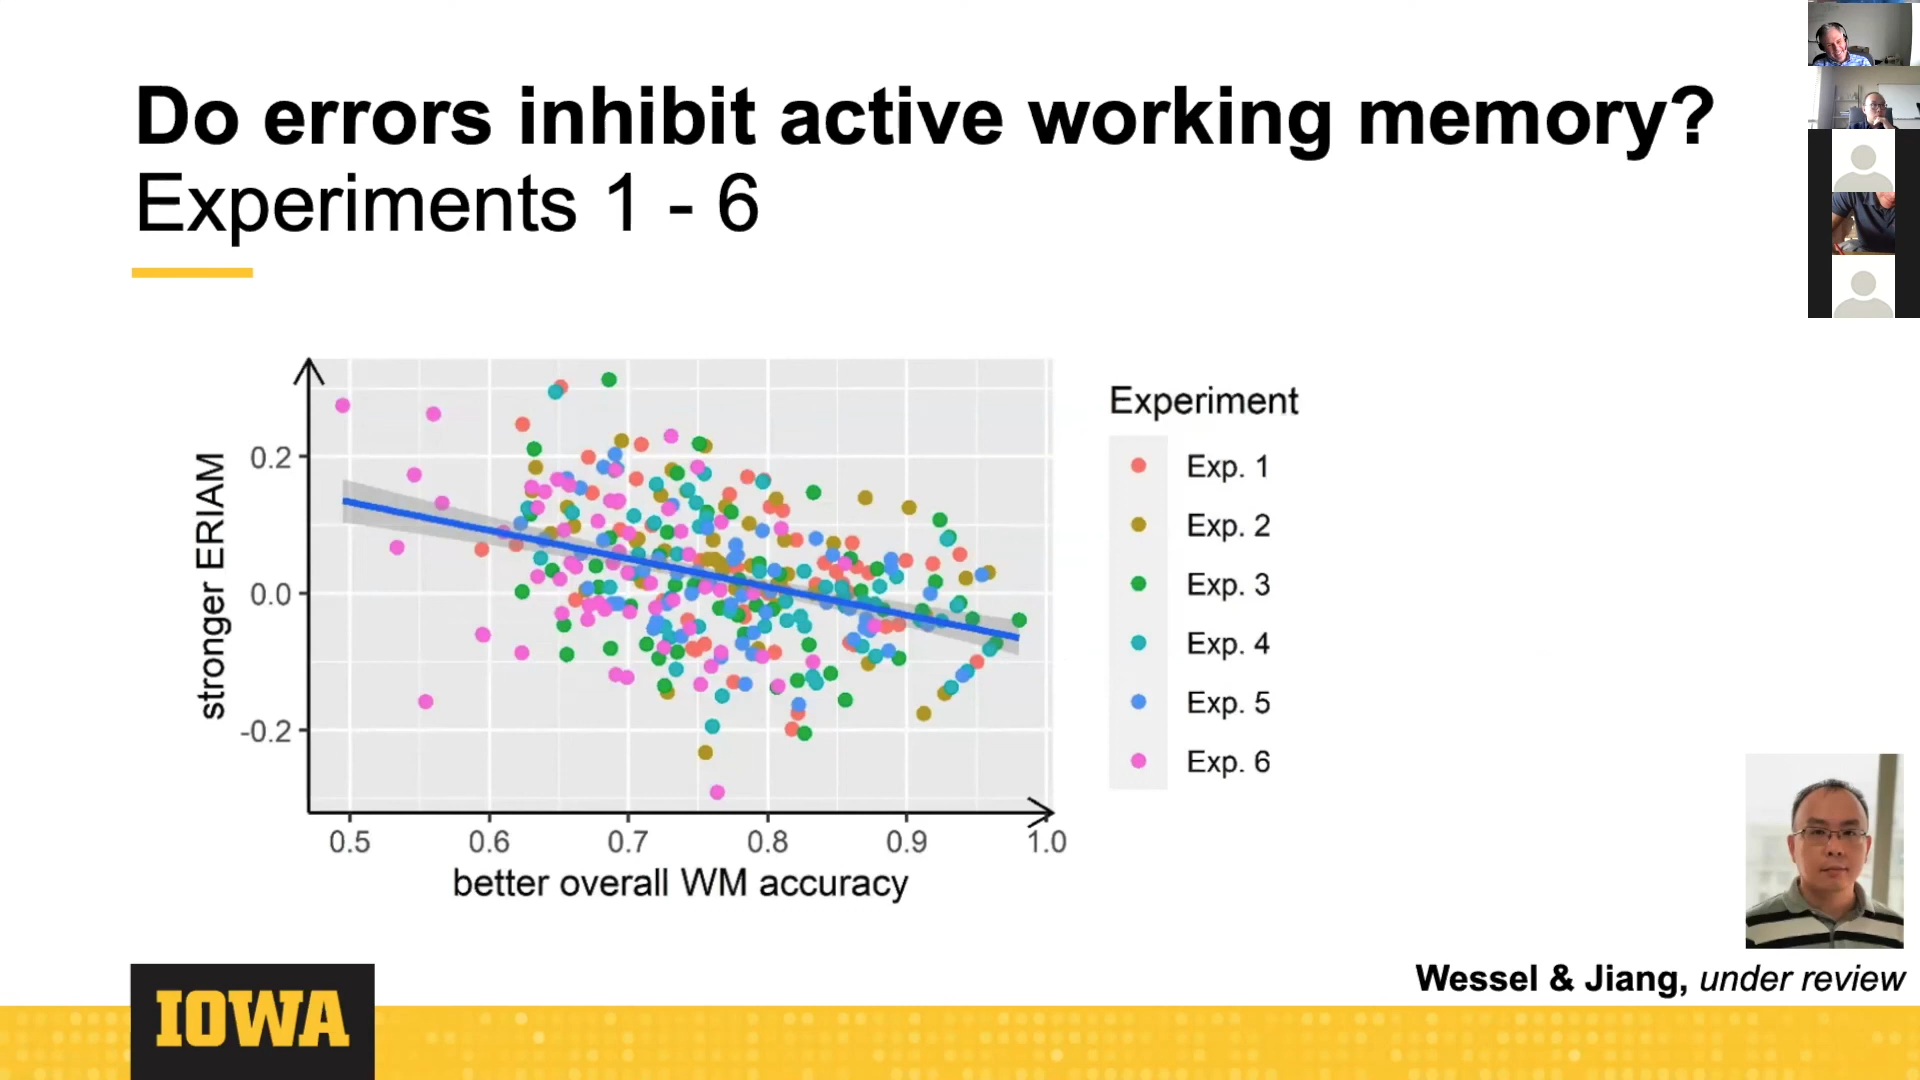 Do errors inhibit active working memory?
Experiments 1 - 6
stronger ERIAM
0.2
0.0
-0.2
0.5 0.6 0.7 0.8 0.9 1.0
better overall WM accuracy
Experiment
Exp. 1
Exp. 2
Exp. 3
Exp. 4
Exp. 5
Exp. 6
Wessel & Jiang, under review
IOWA